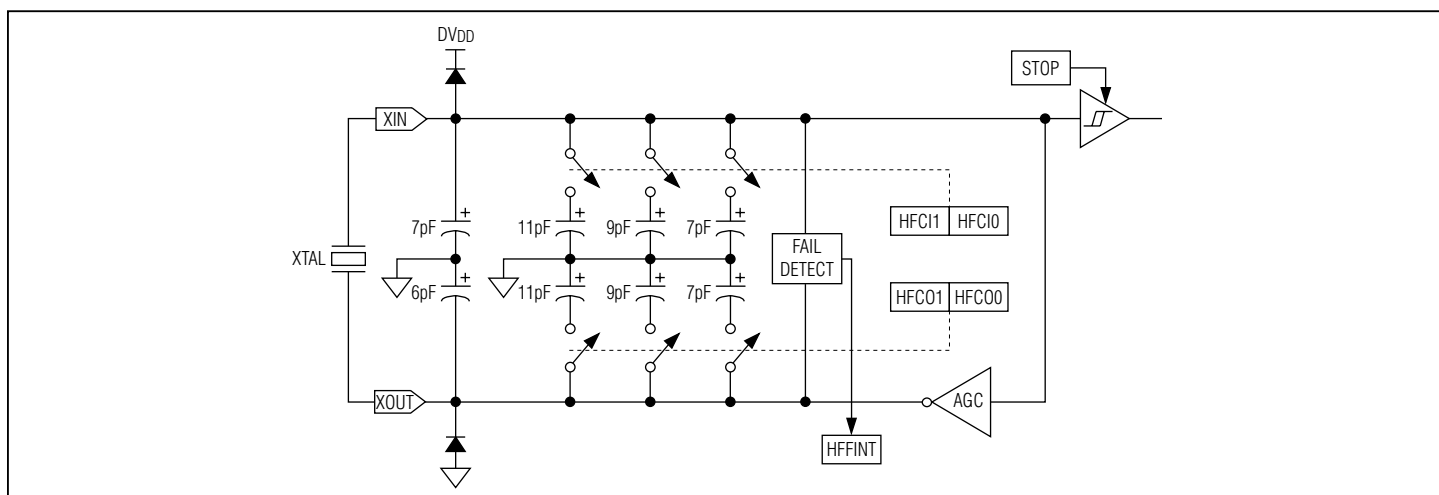 DVDD
STOP
XIN
7pF
11pF
9pF
7pF
HFCI1 HFCI0
XTAL
FAIL
DETECT
6pF
11pF
9pF
7pF
HFCO1 HFCO0
XOUT
AGC
HFFINT